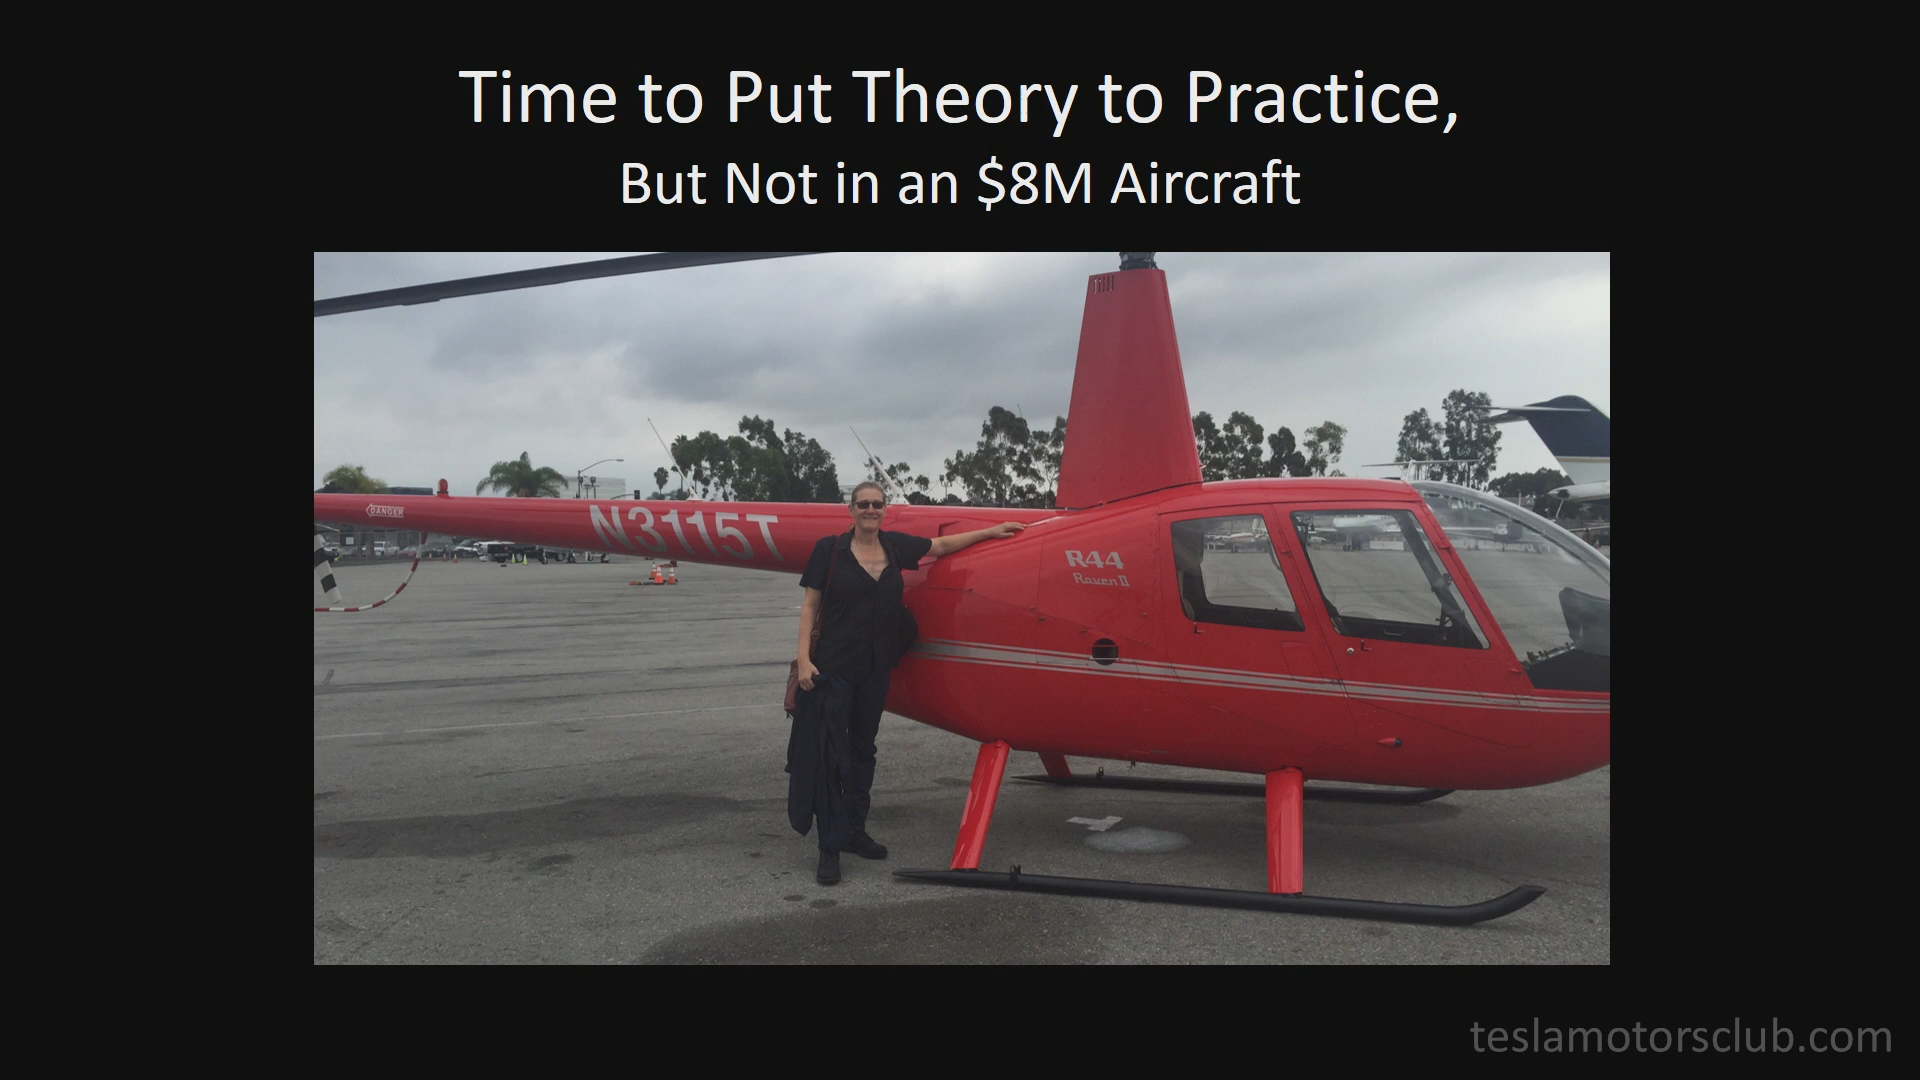 Time to Put Theory to Practice,
But Not in an $8M Aircraft
DANGER
N3115T
R44
Raven II
teslamotorsclub.com